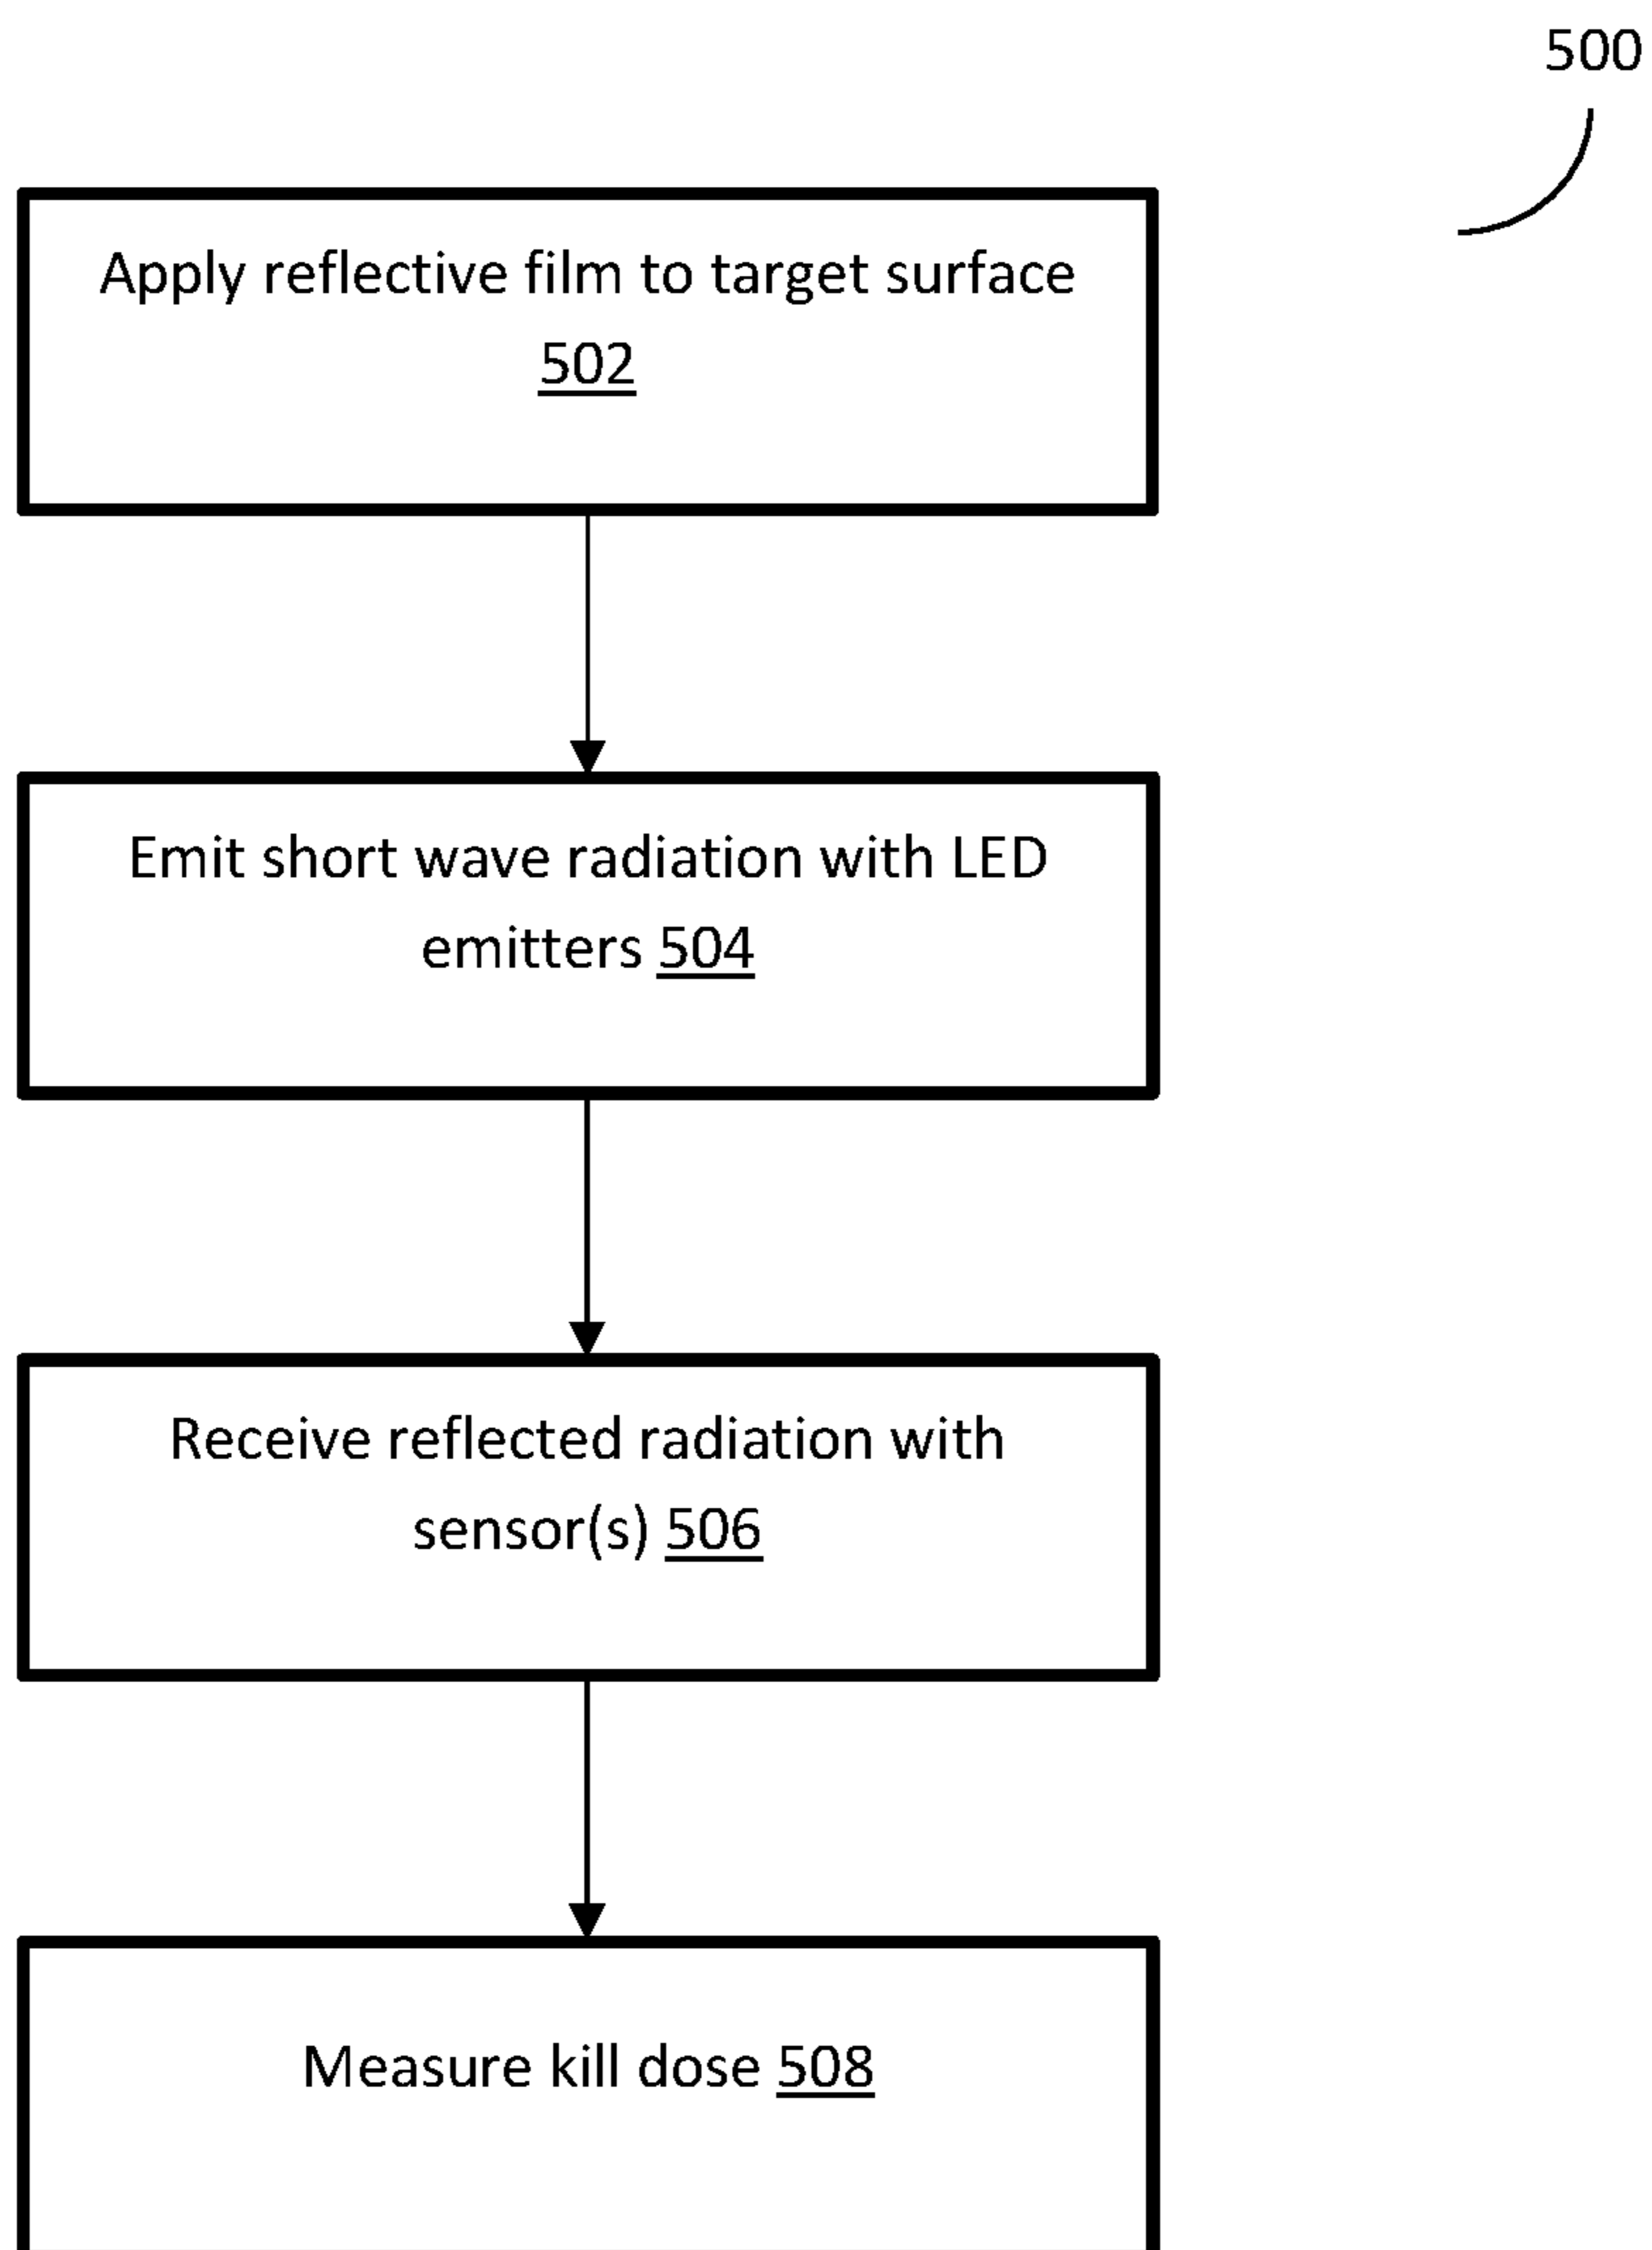 500
Apply reflective film to target surface
502
Emit short wave radiation with LED
emitters 504
Receive reflected radiation with
sensor(s) 506
Measure kill dose 508